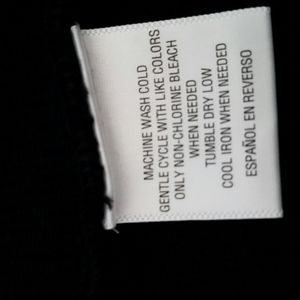 MACHINE WASH COLD
GENTLE CYCLE WITH LIKE COLORS
ONLY NON-CHLORINE BLEACH
WHEN NEEDED
TUMBLE DRY LOW
COOL IRON WHEN NEEDED
ESPAÑOL EN REVERSO